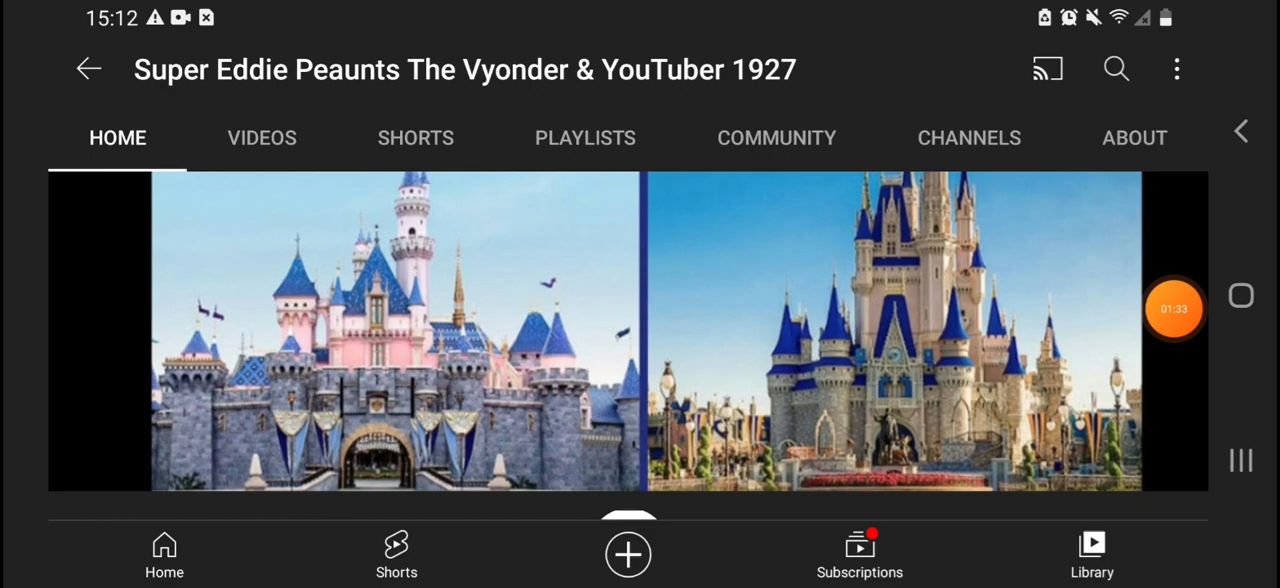 15:12
Super Eddie Peaunts The Vyonder & YouTuber 1927
HOME VIDEOS SHORTS PLAYLISTS COMMUNITY CHANNELS ABOUT
01:33
Home Shorts Subscriptions Library